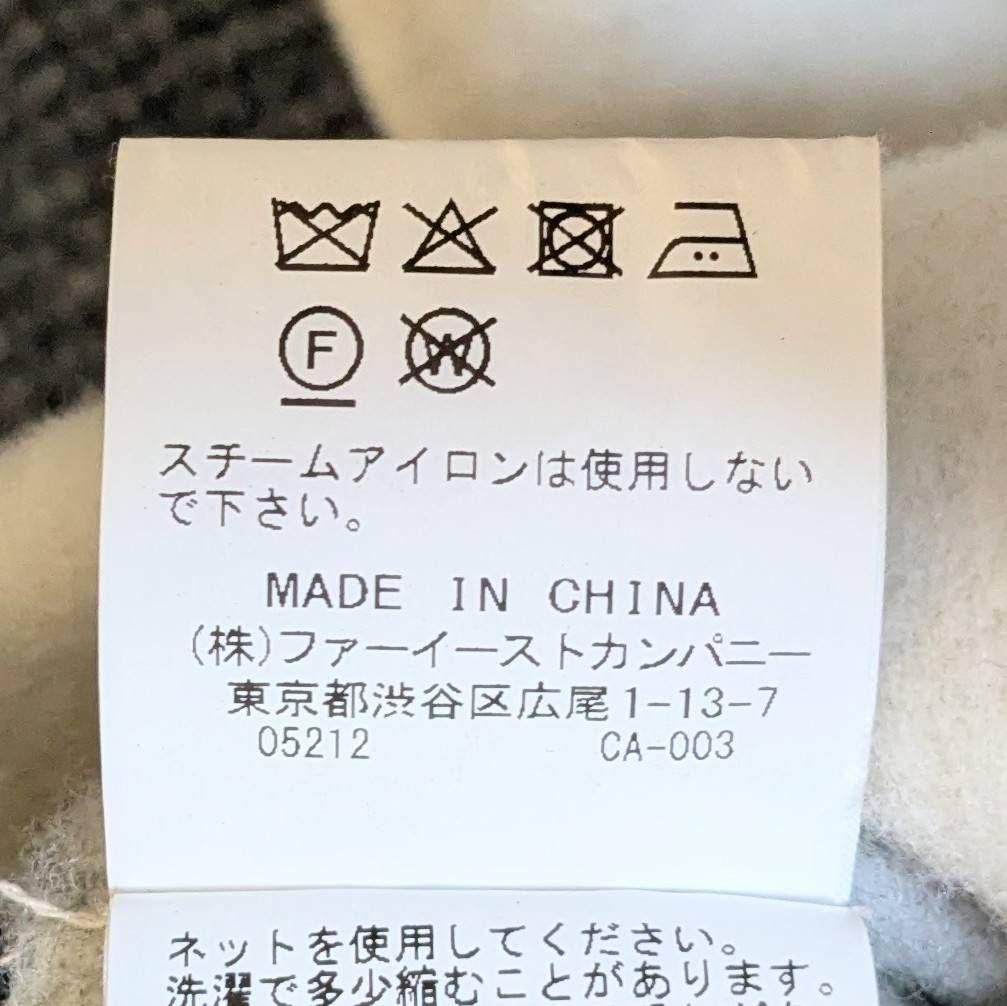 F
W
スチームアイロンは使用しない
で下さい。
MADE IN CHINA
(株)ファーイーストカンパニー
東京都渋谷区広尾1-13-7
05212 CA-003
ネットを使用してください。
洗濯で多少縮むことがあります。